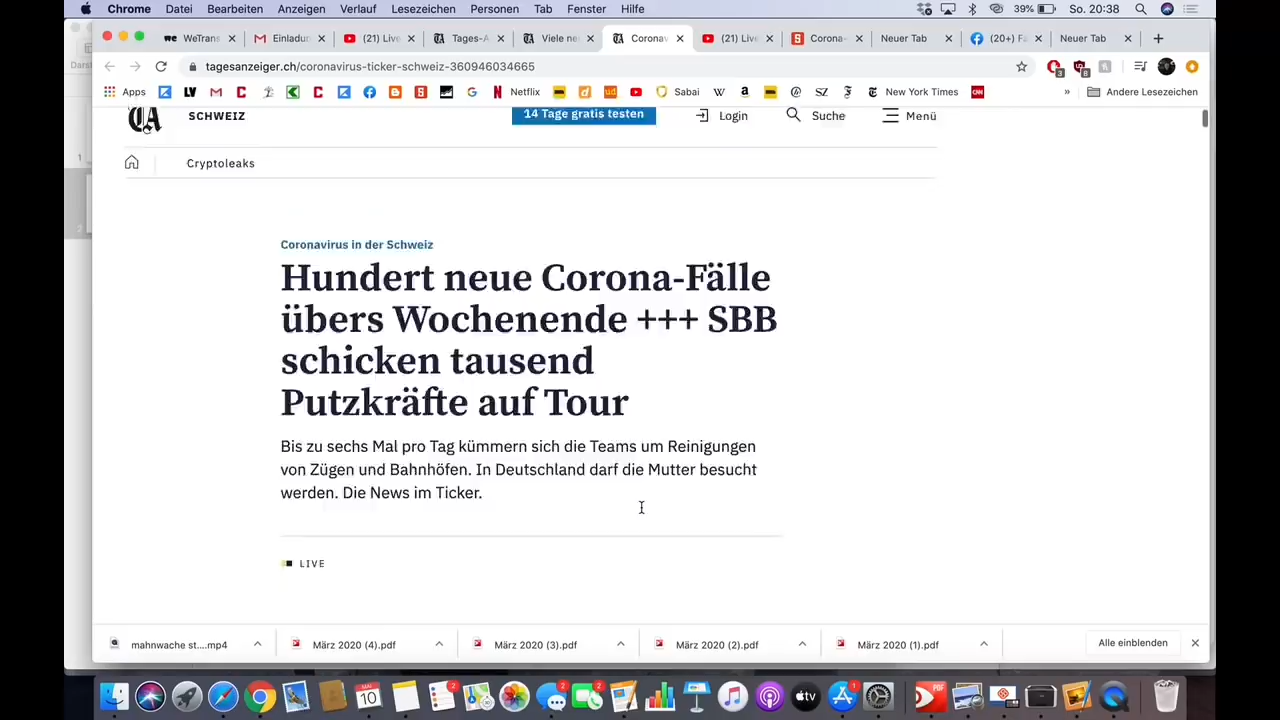 Chrome Datei Bearbeiten Anzeigen Verlauf Lesezeichen Personen Tab Fenster Hilfe 39% So. 20:38
WeTrans Einladun (21) Live Tages-A Viele ne Corona (21) Live Corona- Neuer Tab (20+) Fa Neuer Tab
tagesanzeiger.ch/coronavirus-ticker-schweiz-360946034665
Apps Netflix Sabai New York Times Andere Lesezeichen
SCHWEIZ 14 Tage gratis testen Login Suche Menü
Cryptoleaks
Coronavirus in der Schweiz
Hundert neue Corona-Fälle
übers Wochenende +++ SBB
schicken tausend
Putzkräfte auf Tour
Bis zu sechs Mal pro Tag kümmern sich die Teams um Reinigungen
von Zügen und Bahnhöfen. In Deutschland darf die Mutter besucht
werden. Die News im Ticker.
LIVE
mahnwache st....mp4 März 2020 (4).pdf März 2020 (3).pdf März 2020 (2).pdf März 2020 (1).pdf Alle einblenden